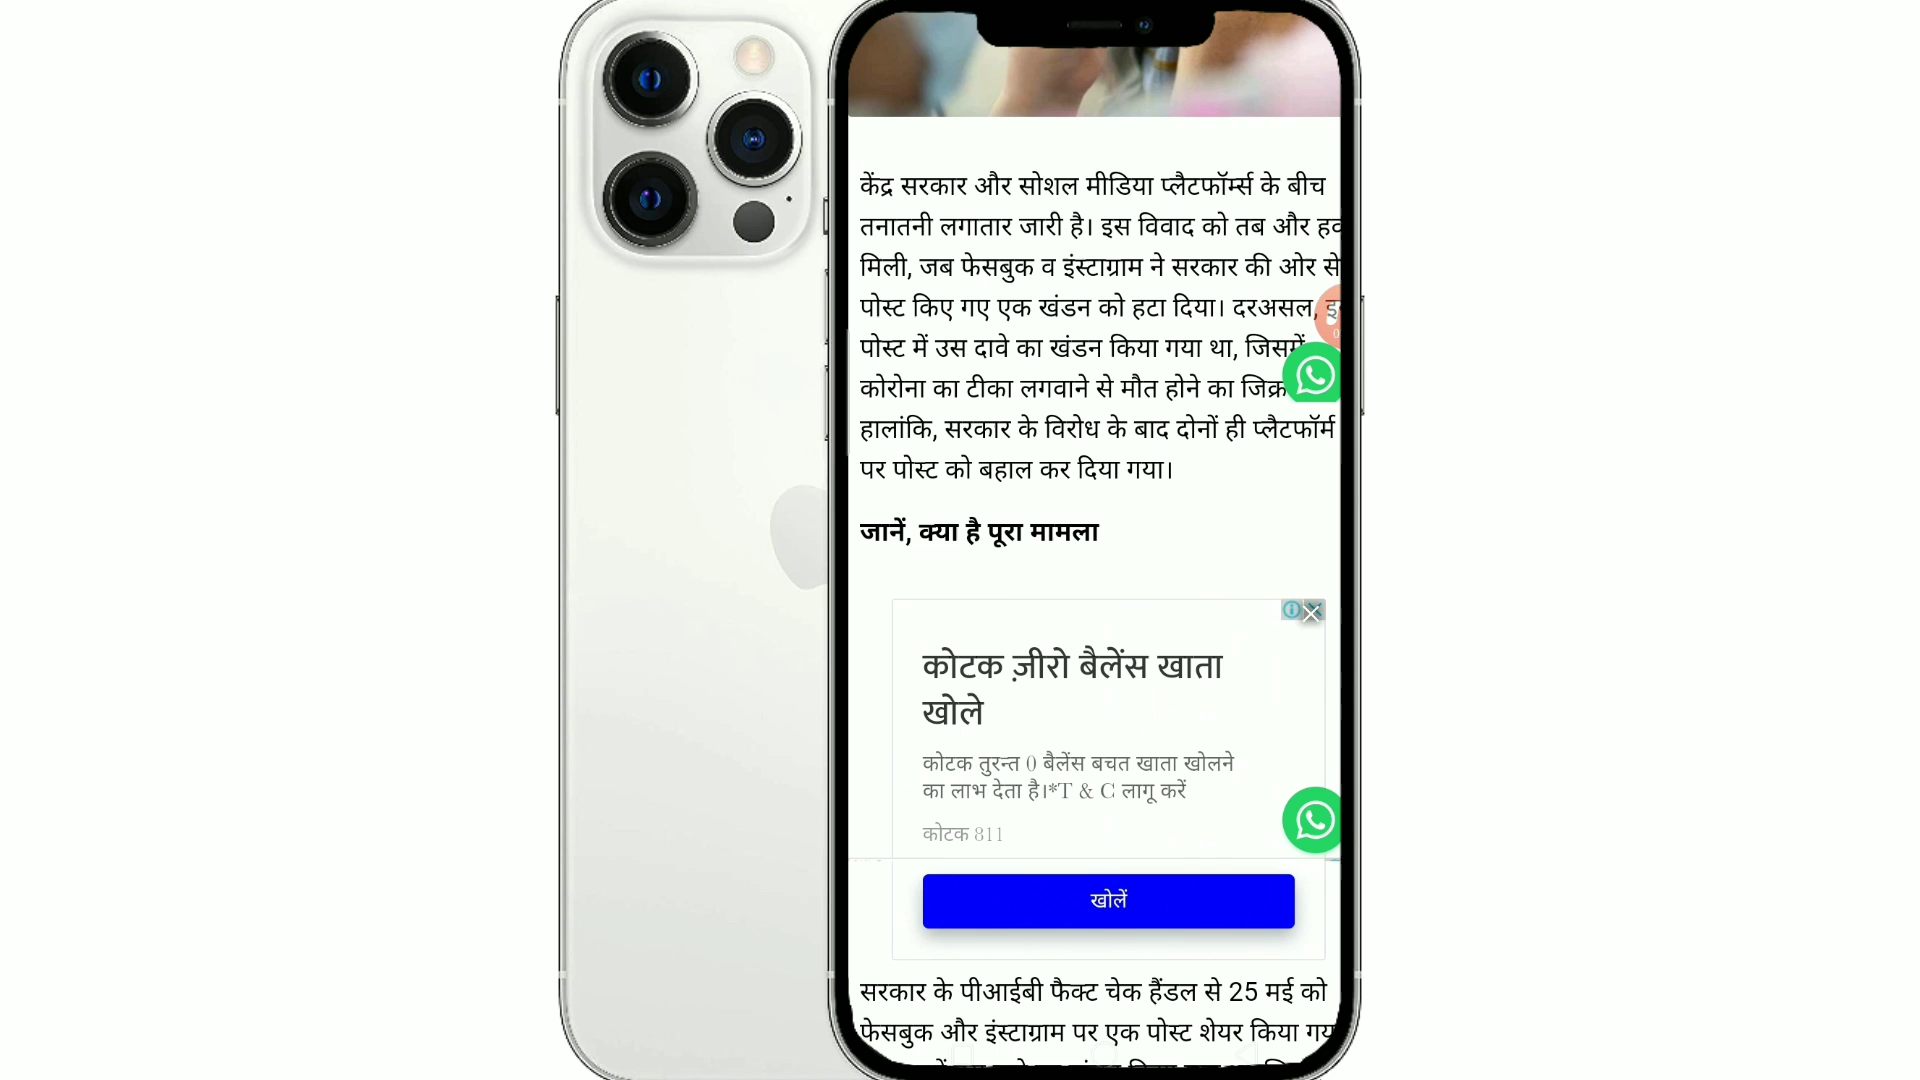 केंद्र सरकार और सोशल मीडिया प्लैटफॉर्म्स के बीच
तनातनी लगातार जारी है। इस विवाद को तब और
मिली, जब फेसबुक व इंस्टाग्राम ने सरकार की ओर से
पोस्ट किए गए एक खंडन को हटा दिया। दरअसल,
पोस्ट में उस दावे का खंडन किया गया था, जिसमें
कोरोना का टीका लगवाने से मौत होने का जिक्र
हालांकि, सरकार के विरोध के बाद दोनों ही प्लैटफॉर्म
पर पोस्ट को बहाल कर दिया गया।
जानें, क्या है पूरा मामला
कोटक ज़ीरो बैलेंस खाता
खोले
कोटक तुरन्त 0 बैलेंस बचत खाता खोलने
का लाभ देता है।*T & C लागू करें
कोटक 811
खोलें
सरकार के पीआईबी फैक्ट चेक हैंडल से 25 मई को
फेसबुक और इंस्टाग्राम पर एक पोस्ट शेयर किया